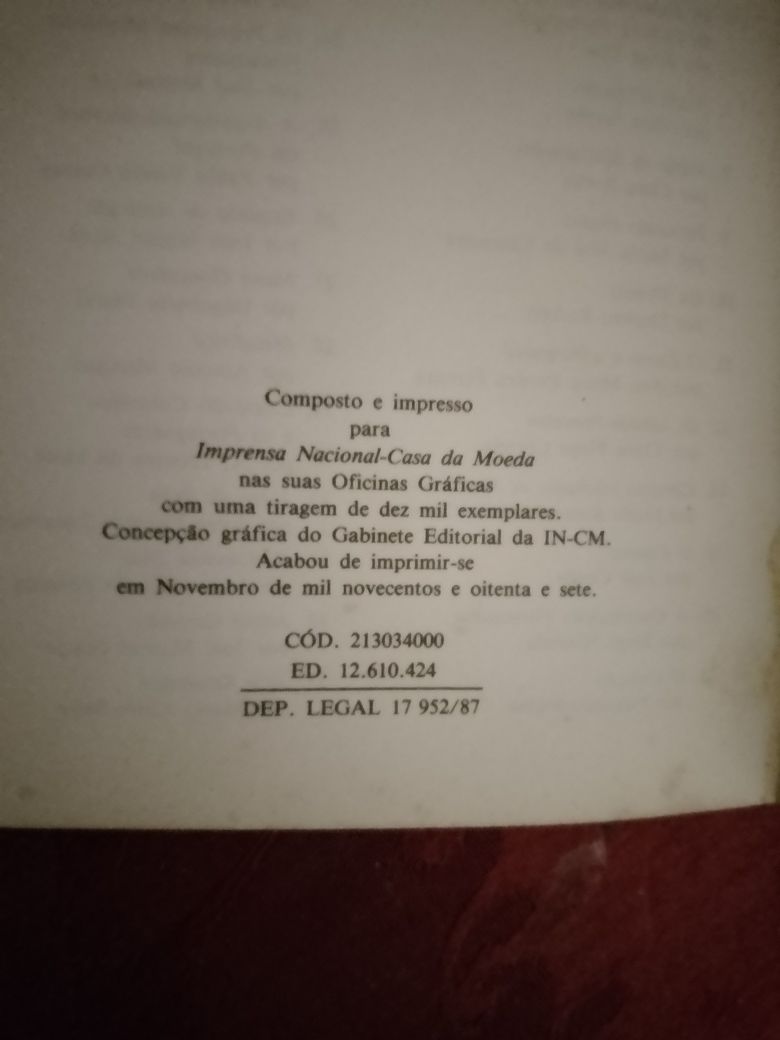 Composto e impresso
para
Imprensa Nacional-Casa da Moeda
nas suas Oficinas Gráficas
com uma tiragem de dez mil exemplares.
Concepção gráfica do Gabinete Editorial da IN-CM.
Acabou de imprimir-se
em Novembro de mil novecentos e oitenta e sete.
CÓD. 213034000
ED. 12.610.424
DEP. LEGAL 17 952/87